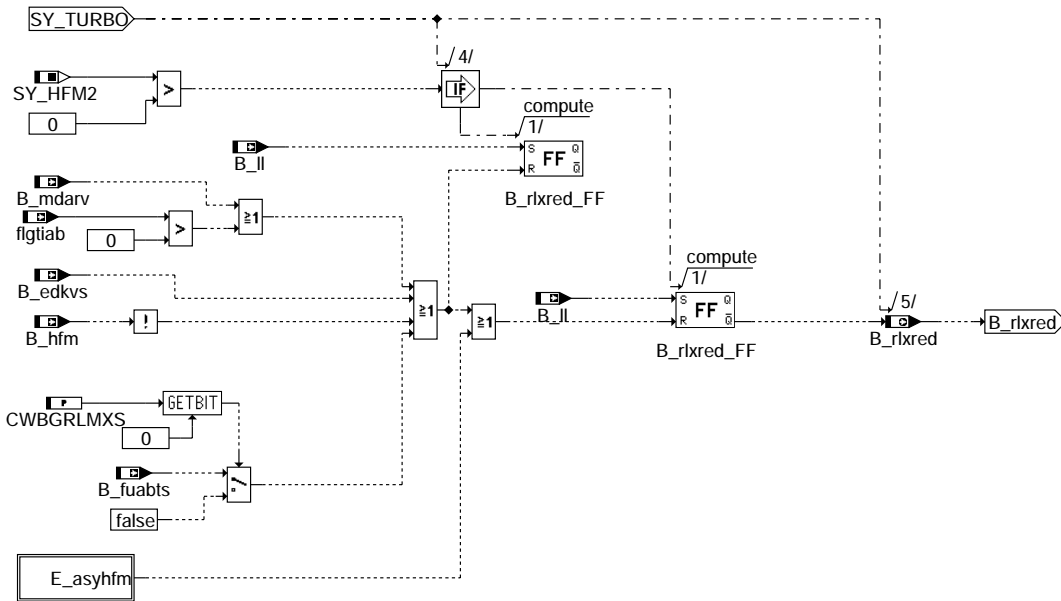 SY_TURBO
4/
SY_HFM2
>
IF
0
compute
1/
B_ll
S Q
FF
R Q
B_rlxred_FF
B_mdarv
flgtiab
>
≧1
0
B_edkvs
compute
1/
≧1
B_ll
S Q
FF
R Q
B_rlxred_FF
≧1
5/
B_rlxred
B_rlxred
B_hfm
!
CWBGRLMXS
P
GETBIT
0
B_fuabts
false
E_asyhfm